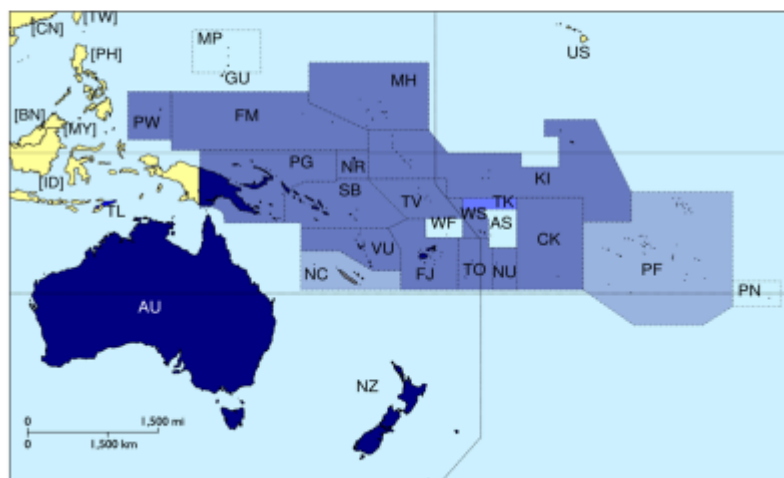 [TW]
[CN]
MP
US
[PH]
GU
MH
[BN]
PW
FM
[MY]
PG
NR
KI
[ID]
SB
TV
TK
TL
WS
WF
AS
VU
CK
NC
FJ
TO
NU
PF
PN
AU
NZ
0 1,500 mi
0 1,500 km